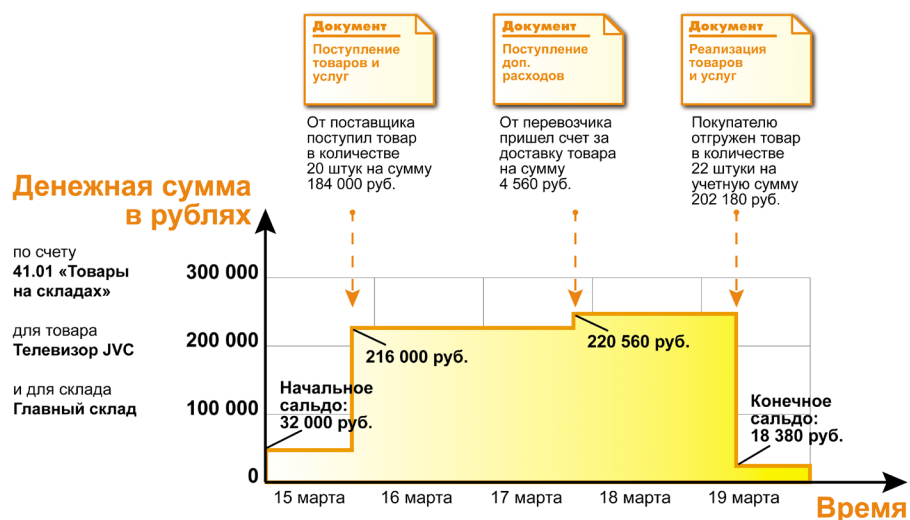 Документ
Поступление
товаров и
услуг
Документ
Поступление
доп.
расходов
Документ
Реализация
товаров
и услуг
От поставщика
поступил товар
в количестве
20 штук на сумму
184 000 руб.
От перевозчика
пришел счет за
доставку товара
на сумму
4 560 руб.
Покупателю
отгружен товар
в количестве
22 штуки на
учетную сумму
202 180 руб.
Денежная сумма
в рублях
по счету
41.01 «Товары
на складах»
для товара
Телевизор JVC
и для склада
Главный склад
300 000
200 000
100 000
0
Начальное
сальдо:
32 000 руб.
216 000 руб.
220 560 руб.
Конечное
сальдо:
18 380 руб.
15 марта
16 марта
17 марта
18 марта
19 марта
Время